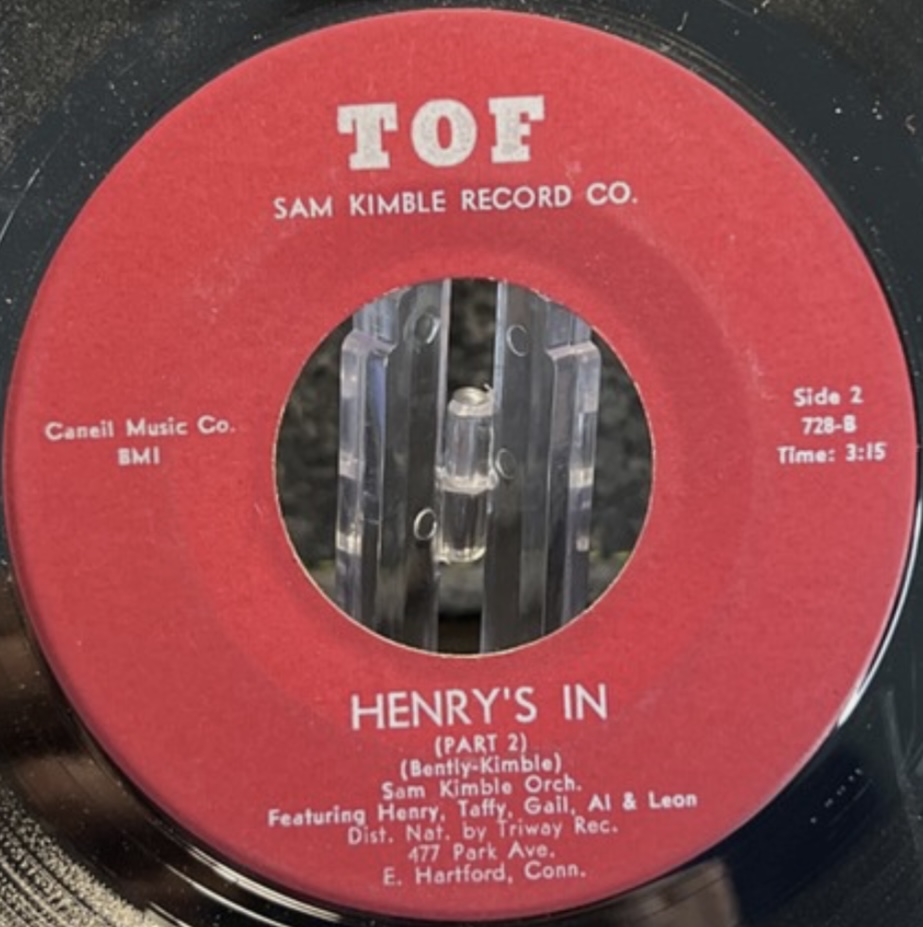 TOF
SAM KIMBLE RECORD CO.
Caneil Music Co.
BMI
Side 2
728-B
Time: 3:15
HENRY'S IN
(PART 2)
(Bently-Kimble)
Sam Kimble Orch.
Featuring Henry, Taffy, Gail, Al & Leon
Dist. Nat. by Triway Rec.
477 Park Ave.
E. Hartford, Conn.